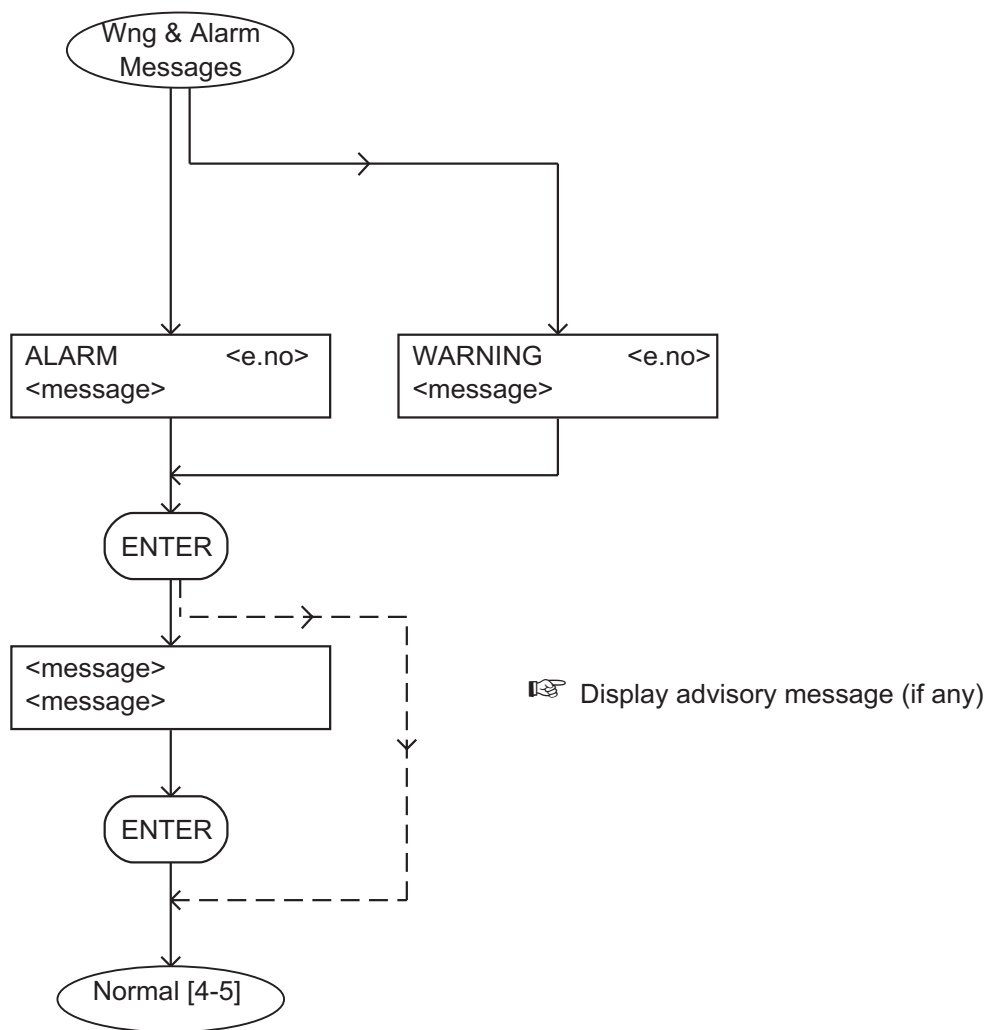 Wng & Alarm
Messages
ALARM <e.no>
<message>
WARNING <e.no>
<message>
ENTER
<message>
<message>
☞ Display advisory message (if any)
ENTER
Normal [4-5]